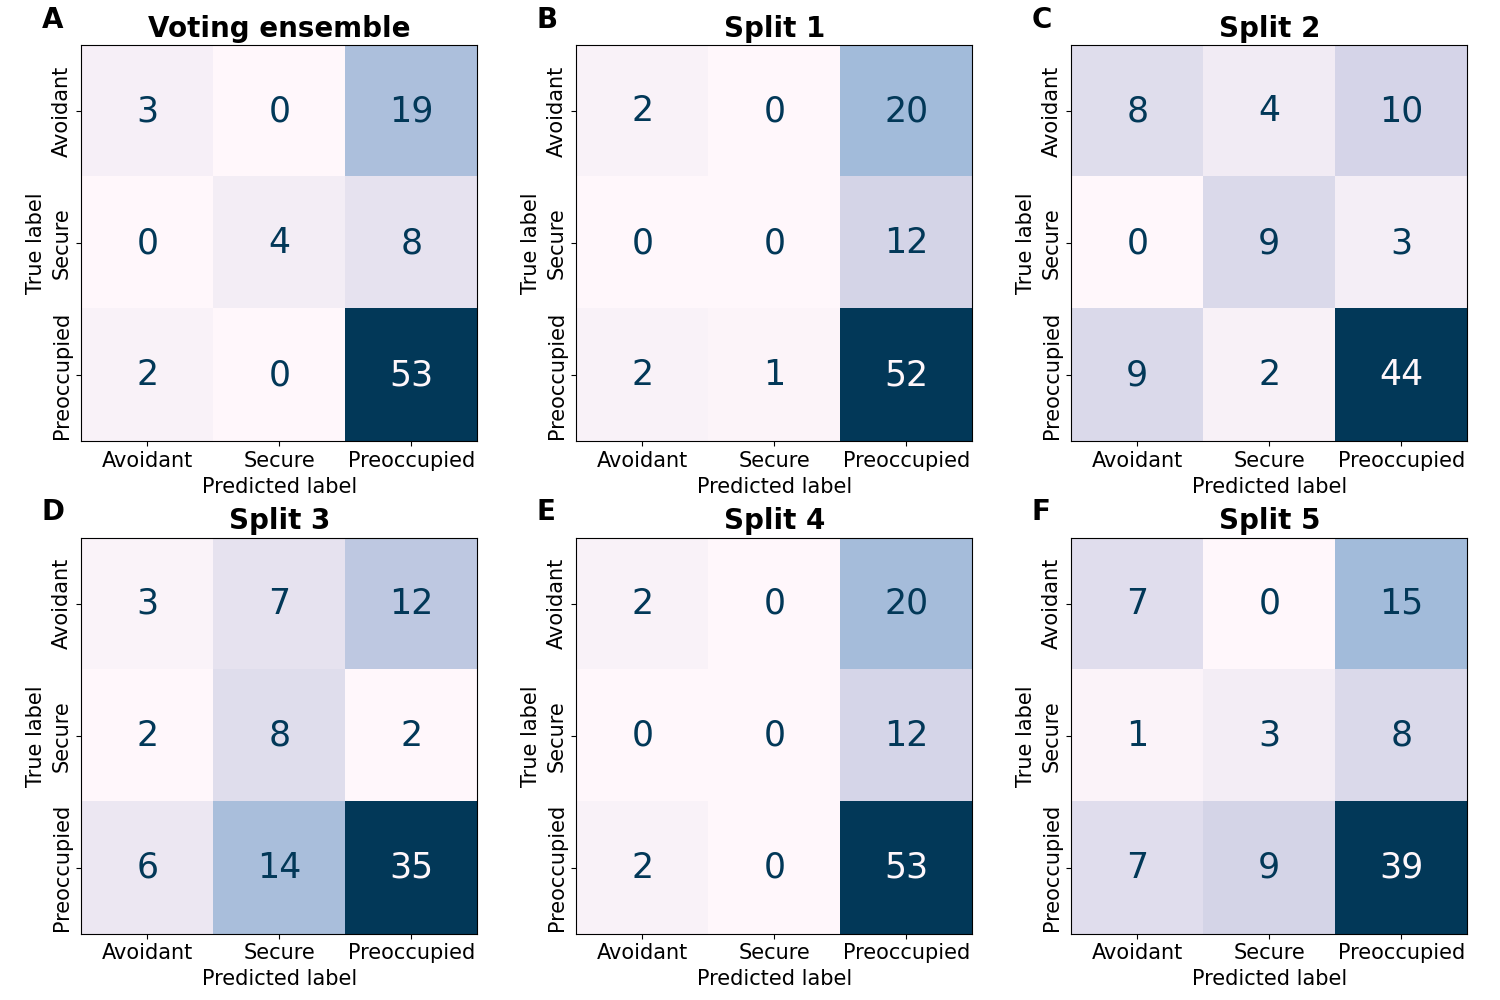 A
Voting ensemble
True label
Avoidant
3 0 19
Secure
0 4 8
Preoccupied
2 0 53
Avoidant Secure Preoccupied
Predicted label
B
Split 1
True label
Avoidant
2 0 20
Secure
0 0 12
Preoccupied
2 1 52
Avoidant Secure Preoccupied
Predicted label
C
Split 2
True label
Avoidant
8 4 10
Secure
0 9 3
Preoccupied
9 2 44
Avoidant Secure Preoccupied
Predicted label
D
Split 3
True label
Avoidant
3 7 12
Secure
2 8 2
Preoccupied
6 14 35
Avoidant Secure Preoccupied
Predicted label
E
Split 4
True label
Avoidant
2 0 20
Secure
0 0 12
Preoccupied
2 0 53
Avoidant Secure Preoccupied
Predicted label
F
Split 5
True label
Avoidant
7 0 15
Secure
1 3 8
Preoccupied
7 9 39
Avoidant Secure Preoccupied
Predicted label